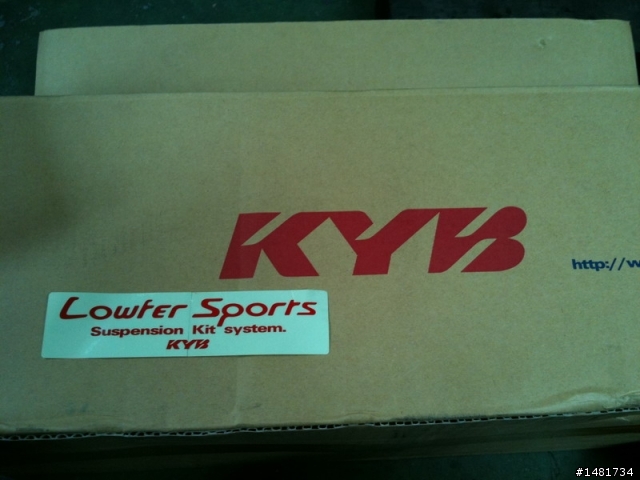 KYB
http://w
Lowfer Sports
Suspension Kit system.
KYB
#1481734